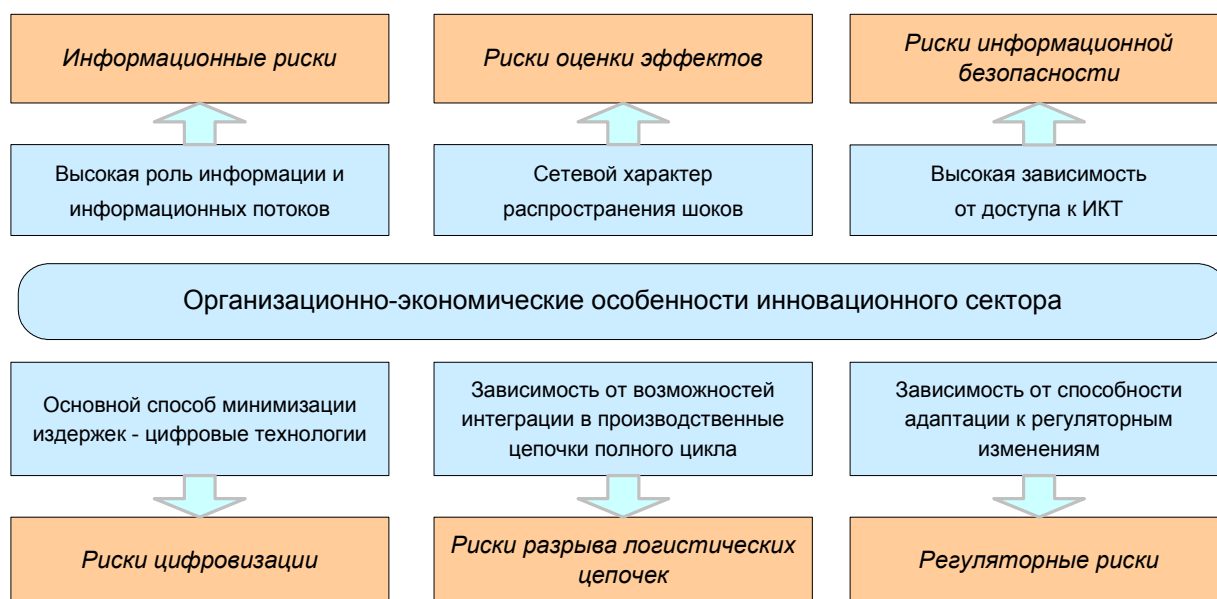 Информационные риски
Риски оценки эффектов
Риски информационной
безопасности
Высокая роль информации и
информационных потоков
Сетевой характер
распространения шоков
Высокая зависимость
от доступа к ИКТ
Организационно-экономические особенности инновационного сектора
Основной способ минимизации
издержек - цифровые технологии
Зависимость от возможностей
интеграции в производственные
цепочки полного цикла
Зависимость от способности
адаптации к регуляторным
изменениям
Риски цифровизации
Риски разрыва логистических
цепочек
Регуляторные риски